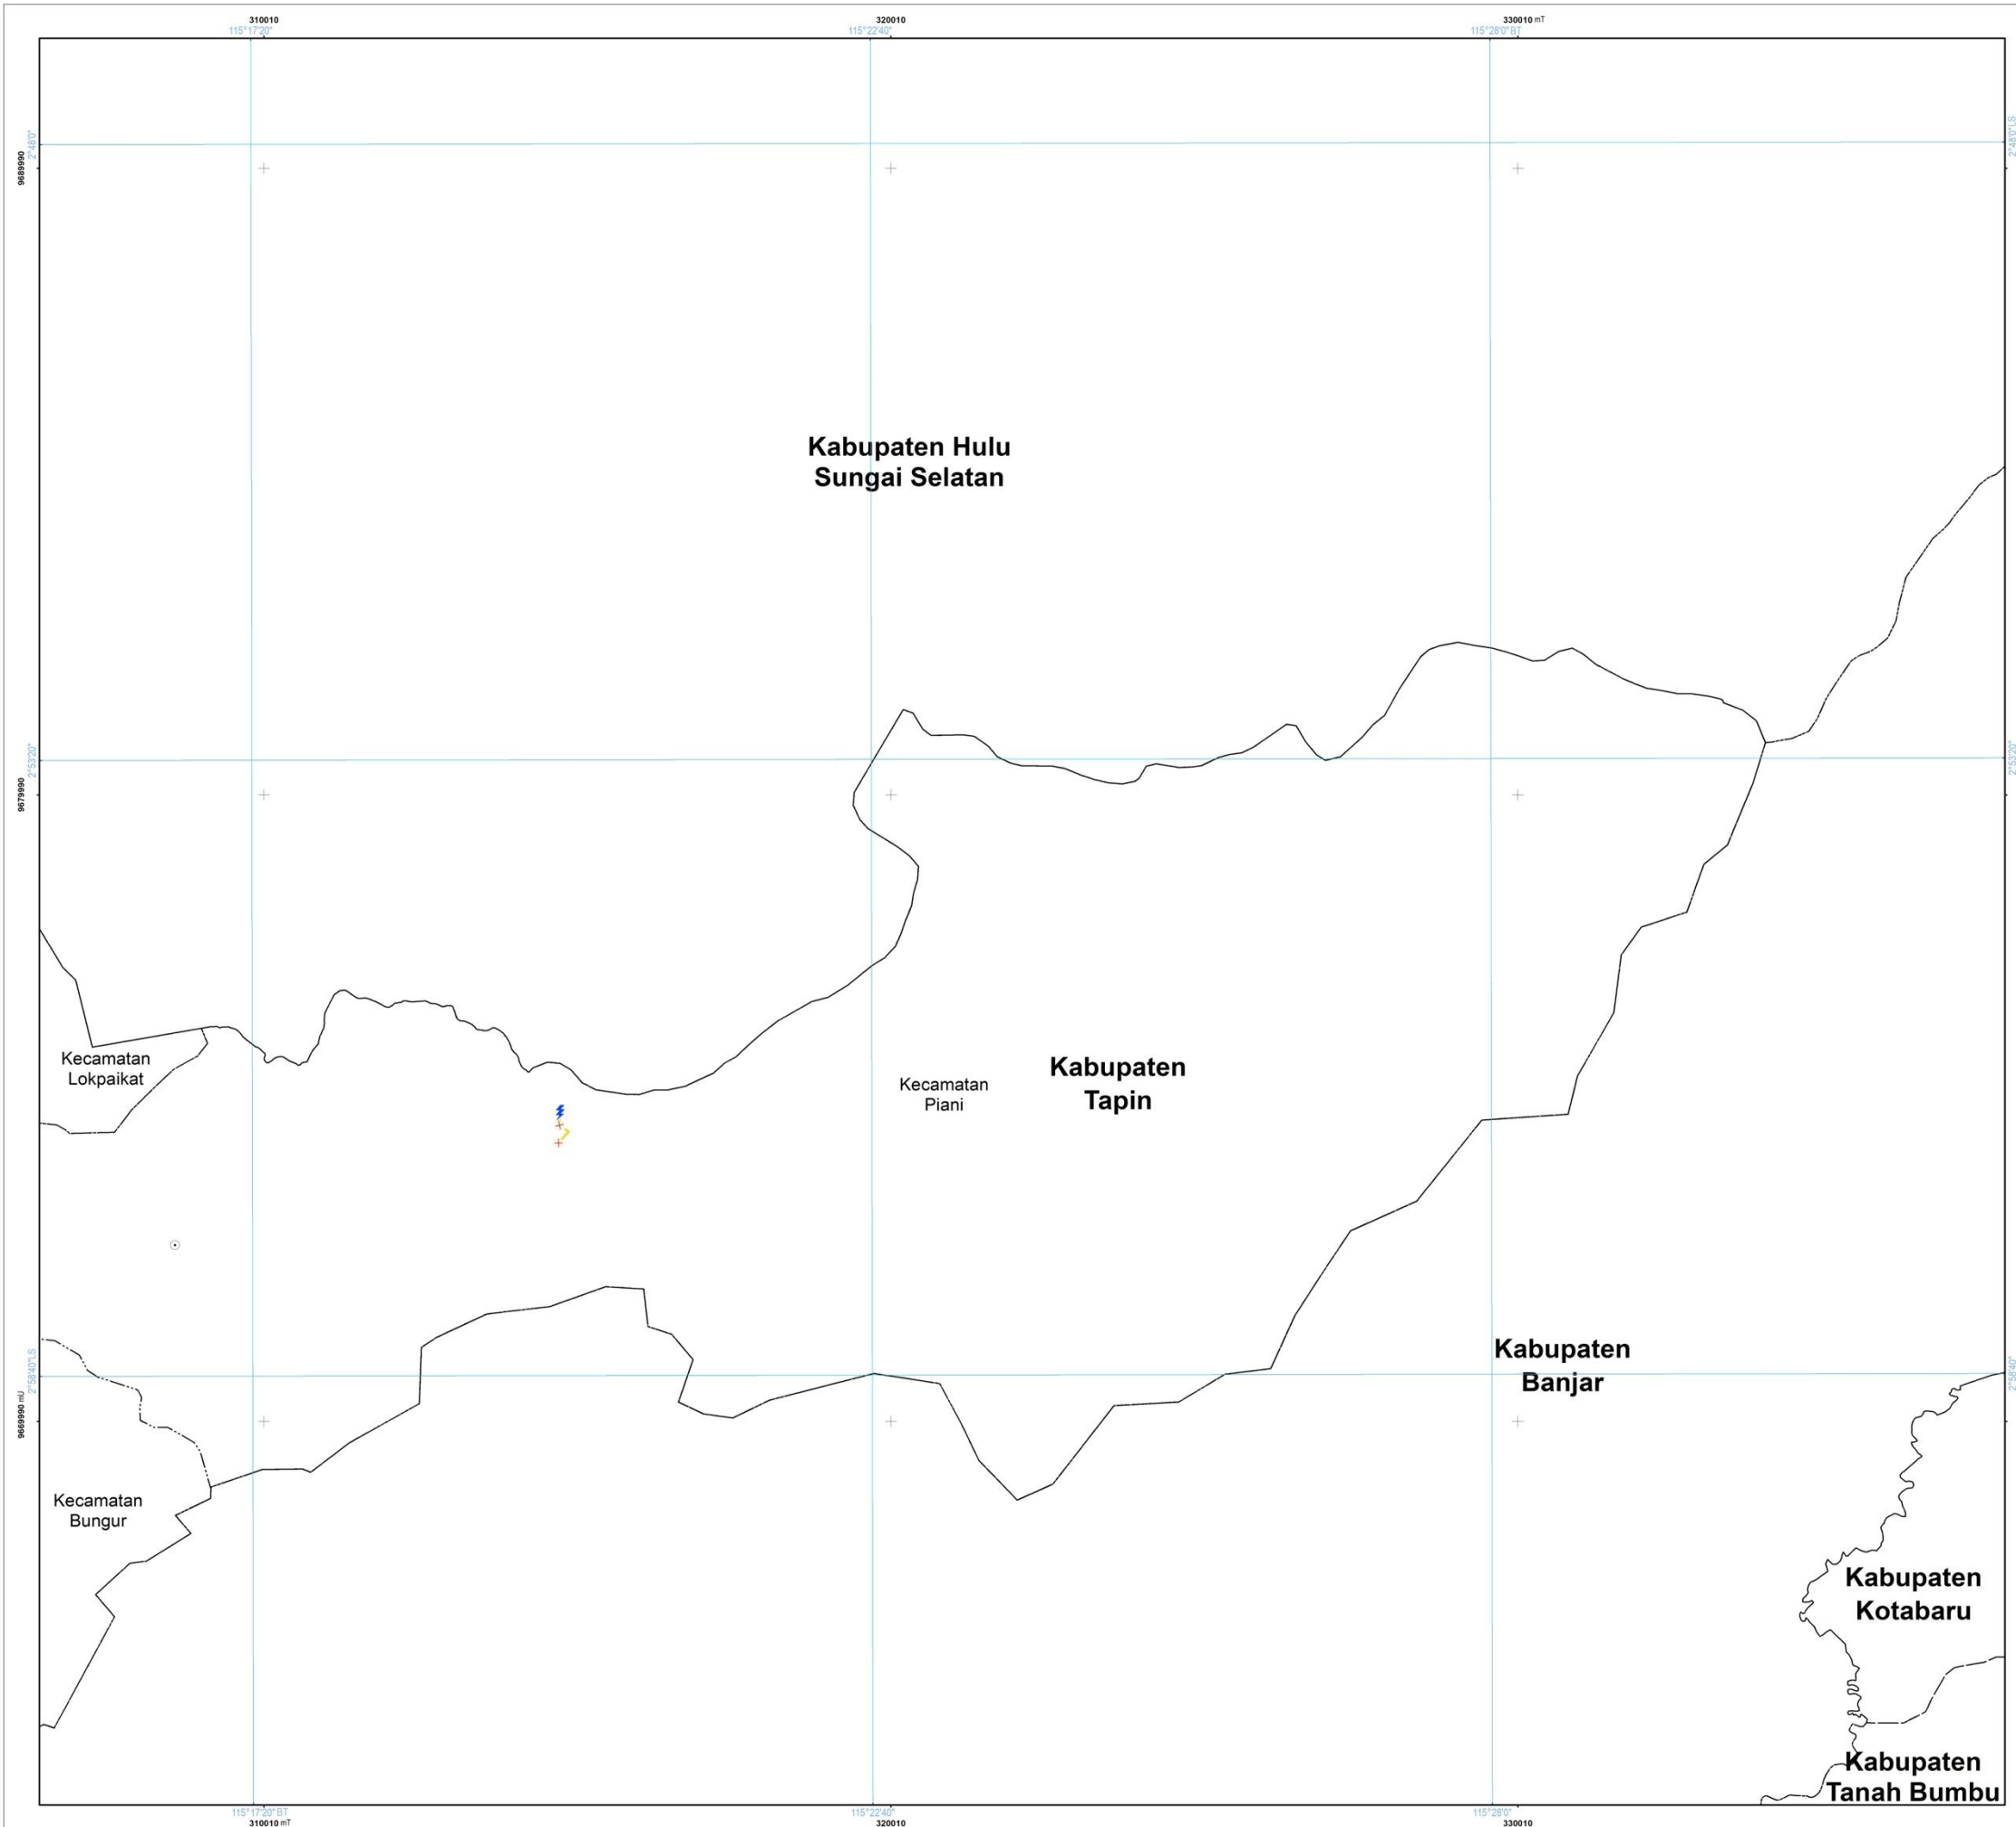 310010
320010
330010 mT
115°17'20"
115°22'40"
115°28'0" BT
2°48'0"
2°48'0" LS
9689990
Kabupaten Hulu
Sungai Selatan
2°53'20"
2°53'20"
9679990
Kecamatan
Lokpaikat
Kecamatan
Piani
Kabupaten
Tapin
Kabupaten
Banjar
2°58'40" LS
2°58'40"
9669990 mU
Kecamatan
Bungur
Kabupaten
Kotabaru
Kabupaten
Tanah Bumbu
115°17'20" BT
115°22'40"
115°28'0"
310010 mT
320010
330010